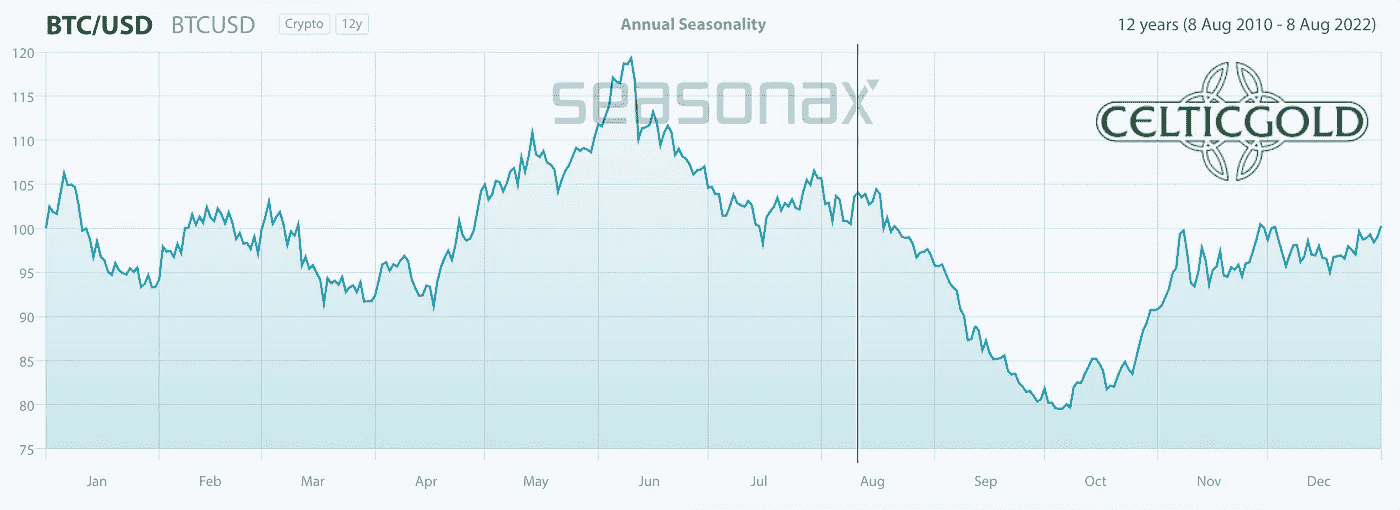 BTC/USD BTCUSD Crypto 12y Annual Seasonality 12 years (8 Aug 2010 - 8 Aug 2022)
120
115
110
105
100
95
90
85
80
75
seasonax
CELTICGOLD
Jan Feb Mar Apr May Jun Jul Aug Sep Oct Nov Dec